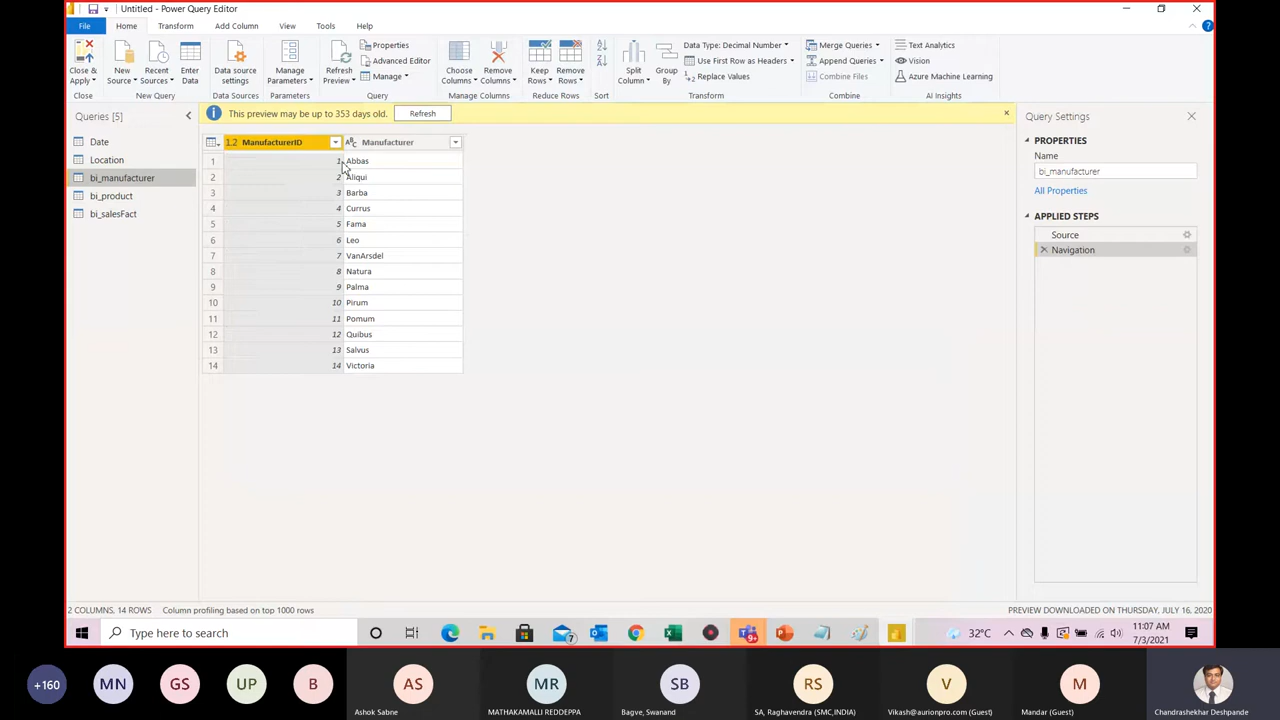 Untitled - Power Query Editor
File Home Transform Add Column View Tools Help
Close & Apply
New Source
Recent Sources
Enter Data
Data source settings
Manage Parameters
Refresh Preview
Properties
Advanced Editor
Manage
Choose Columns
Remove Columns
Keep Rows
Remove Rows
Split Column
Group By
Data Type: Decimal Number
Use First Row as Headers
Replace Values
Merge Queries
Append Queries
Combine Files
Text Analytics
Vision
Azure Machine Learning
Close New Query Data Sources Parameters Query Manage Columns Reduce Rows Sort Transform Combine AI Insights
Queries [5]
Date
Location
bi_manufacturer
bi_product
bi_salesFact
This preview may be up to 353 days old. Refresh
1.2 ManufacturerID ABC Manufacturer
1 1 Abbas
2 2 Aliqui
3 3 Barba
4 4 Currus
5 5 Fama
6 6 Leo
7 7 VanArsdel
8 8 Natura
9 9 Palma
10 10 Pirum
11 11 Pomum
12 12 Quibus
13 13 Salvus
14 14 Victoria
Query Settings
PROPERTIES
Name
bi_manufacturer
All Properties
APPLIED STEPS
Source
Navigation
2 COLUMNS, 14 ROWS Column profiling based on top 1000 rows PREVIEW DOWNLOADED ON THURSDAY, JULY 16, 2020
Type here to search
7
9+
32°C
11:07 AM
7/3/2021
+160 MN GS UP B AS MR SB RS V M
Ashok Sabne MATHAKAMALLI REDDEPPA Bagve, Swanand SA, Raghavendra (SMC,INDIA) Vikash@aurionpro.com (Guest) Mandar (Guest) Chandrashekhar Deshpande